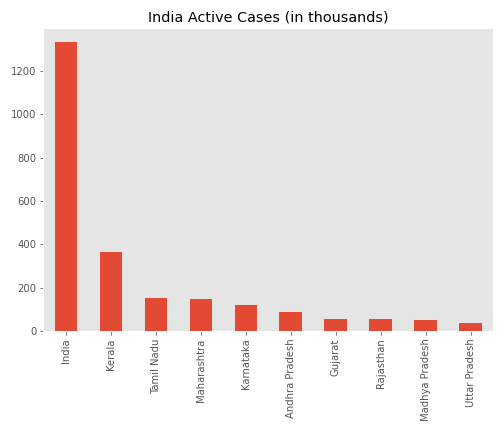 India Active Cases (in thousands)
1200
1000
800
600
400
200
0
India
Kerala
Tamil Nadu
Maharashtra
Karnataka
Andhra Pradesh
Gujarat
Rajasthan
Madhya Pradesh
Uttar Pradesh